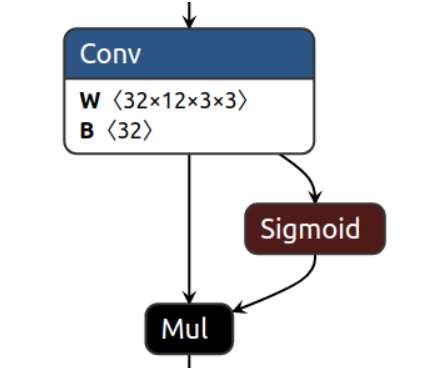 Conv
W 〈32×12×3×3〉
B 〈32〉
Sigmoid
Mul